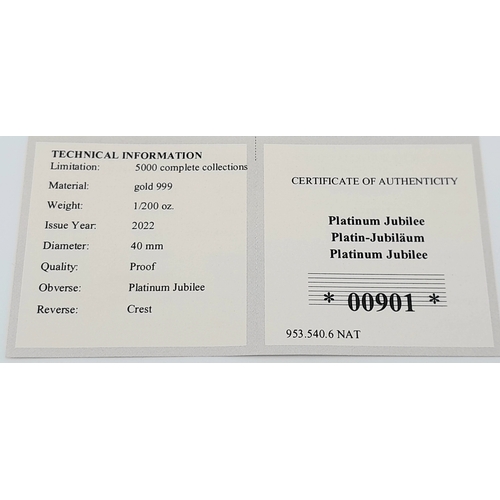 TECHNICAL INFORMATION
Limitation: 5000 complete collections
Material: gold 999
Weight: 1/200 oz.
Issue Year: 2022
Diameter: 40 mm
Quality: Proof
Obverse: Platinum Jubilee
Reverse: Crest
CERTIFICATE OF AUTHENTICITY
Platinum Jubilee
Platin-Jubiläum
Platinum Jubilee
* 00901 *
953.540.6 NAT